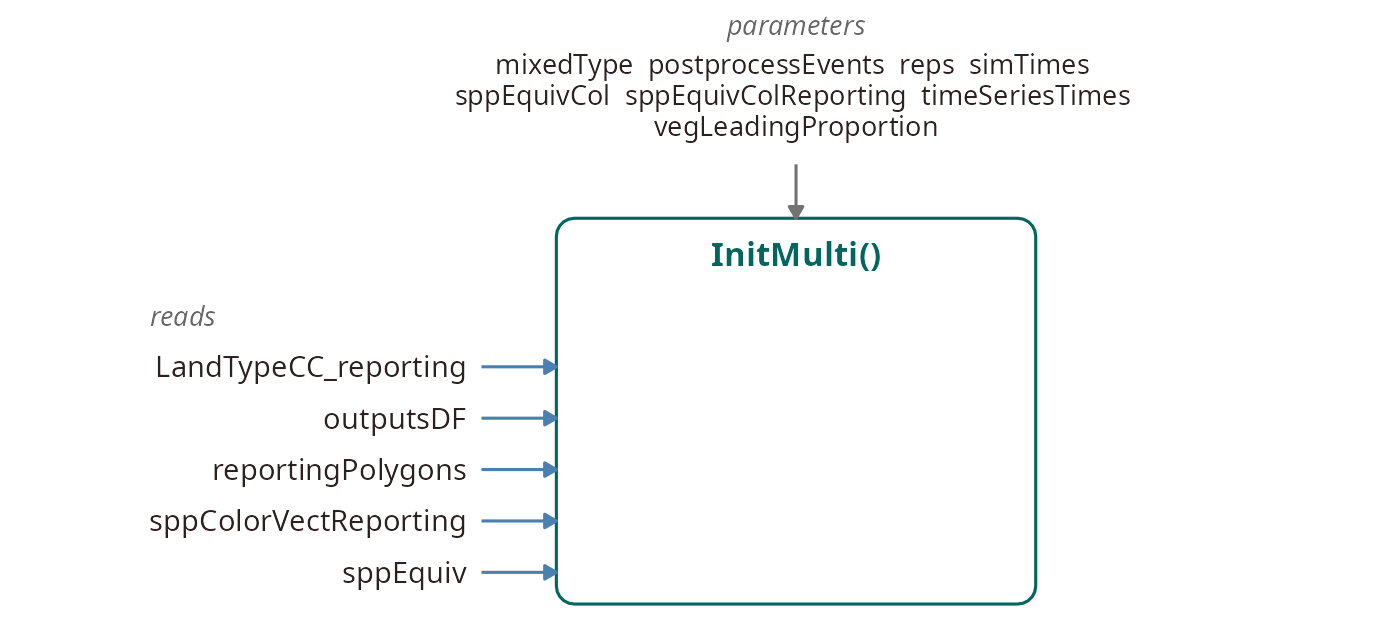 parameters
mixedType postprocessEvents reps simTimes
sppEquivCol sppEquivColReporting timeSeriesTimes
vegLeadingProportion
InitMulti()
reads
LandTypeCC_reporting
outputsDF
reportingPolygons
sppColorVectReporting
sppEquiv